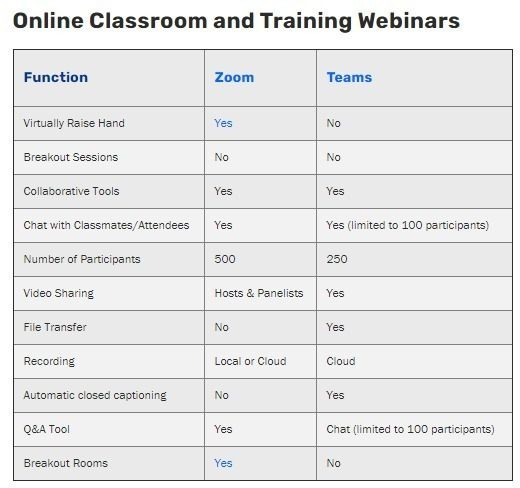 Online Classroom and Training Webinars
Function Zoom Teams
Virtually Raise Hand Yes No
Breakout Sessions No No
Collaborative Tools Yes Yes
Chat with Classmates/Attendees Yes Yes (limited to 100 participants)
Number of Participants 500 250
Video Sharing Hosts & Panelists Yes
File Transfer No Yes
Recording Local or Cloud Cloud
Automatic closed captioning No Yes
Q&A Tool Yes Chat (limited to 100 participants)
Breakout Rooms Yes No